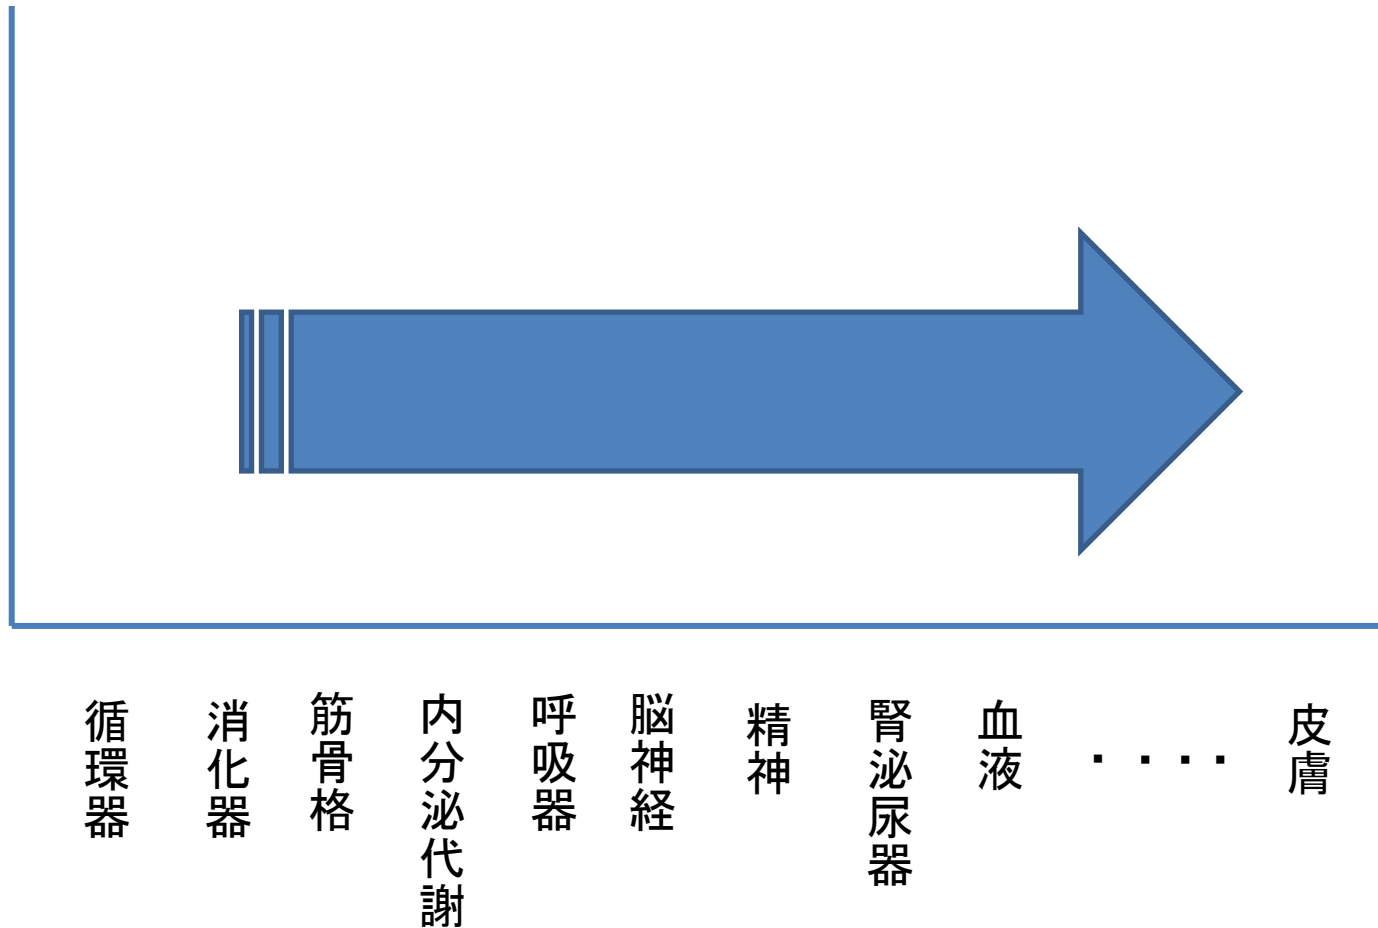 循環器
消化器
筋骨格
内分泌代謝
呼吸器
脳神経
精神
腎泌尿器
血液
・・・・
皮膚